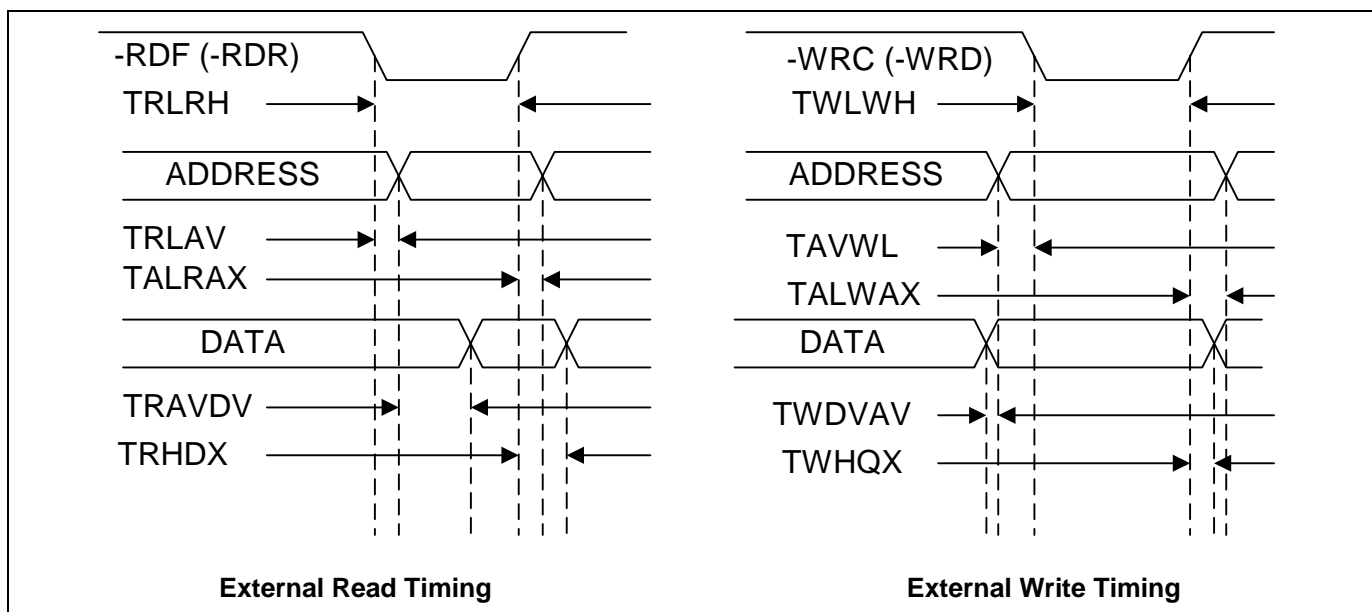 -RDF (-RDR)
TRLRH
ADDRESS
TRLAV
TALRAX
DATA
TRAVDV
TRHDX
External Read Timing
-WRC (-WRD)
TWLWH
ADDRESS
TAVWL
TALWAX
DATA
TWDVAV
TWHQX
External Write Timing